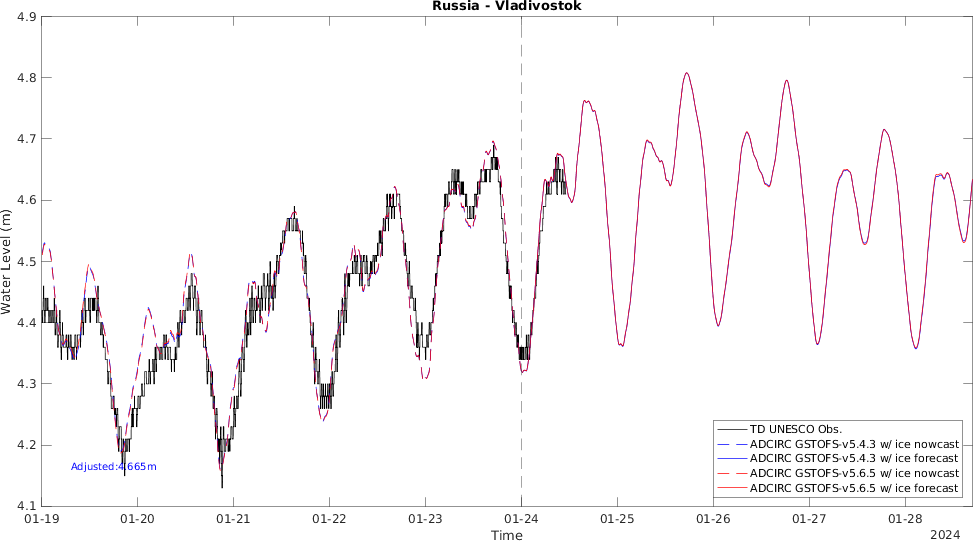 Russia - Vladivostok
4.9
4.8
4.7
4.6
4.5
4.4
4.3
4.2
4.1
Water Level (m)
Adjusted:4.665m
TD UNESCO Obs.
ADCIRC GSTOFS-v5.4.3 w/ ice nowcast
ADCIRC GSTOFS-v5.4.3 w/ ice forecast
ADCIRC GSTOFS-v5.6.5 w/ ice nowcast
ADCIRC GSTOFS-v5.6.5 w/ ice forecast
01-19 01-20 01-21 01-22 01-23 01-24 01-25 01-26 01-27 01-28
Time
2024